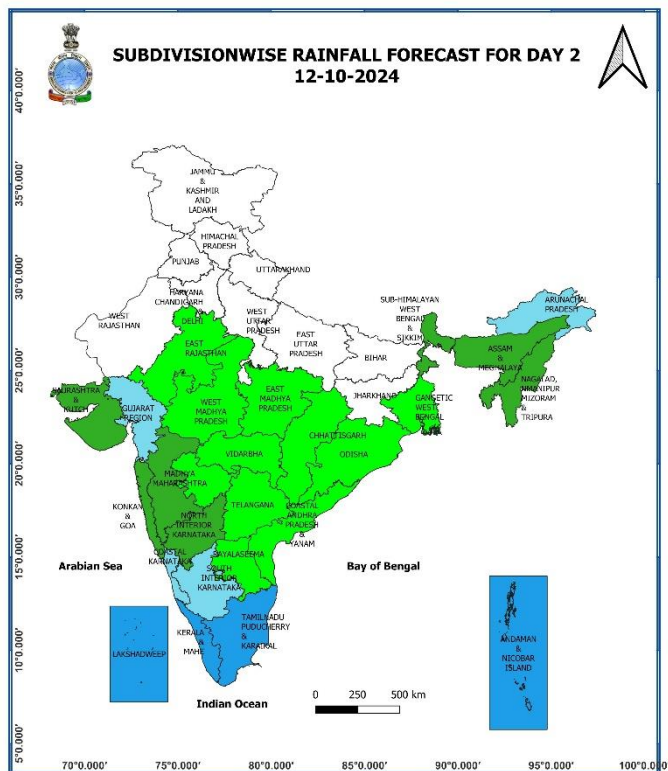 SUBDIVISIONWISE RAINFALL FORECAST FOR DAY 2
12-10-2024
40°0.000'
35°0.000'
30°0.000'
25°0.000'
20°0.000'
15°0.000'
10°0.000'
5°0.000'
JAMMU
&
KASHMIR
AND
LADAKH
HIMACHAL
PRADESH
PUNJAB
UTTARAKHAND
HARYANA
CHANDIGARH
&
DELHI
WEST
RAJASTHAN
WEST
UTTAR
PRADESH
EAST
UTTAR
PRADESH
SUB-HIMALAYAN
WEST
BENGAL
&
SIKKIM
ARUNACHAL
PRADESH
EAST
RAJASTHAN
BIHAR
ASSAM
&
MEGHALAYA
NAGALAD,
NMANIPUR
MIZORAM
&
TRIPURA
SAURASHTRA
&
KUTCH
GUJARAT
REGION
WEST
MADHYA
PRADESH
EAST
MADHYA
PRADESH
JHARKHAND
GANGETIC
WEST
BENGAL
CHHATTISGARH
ODISHA
VIDARBHA
MADHYA
MAHARASHTRA
KONKAN
&
GOA
NORTH
INTERIOR
KARNATAKA
TELANGANA
COASTAL
ANDHRA
PRADESH
&
YANAM
COASTAL
KARNATAKA
RAYALASEEMA
SOUTH
INTERIOR
KARNATAKA
Arabian Sea
Bay of Bengal
LAKSHADWEEP
KERALA
&
MAHE
TAMILNADU
PUDUCHERRY
&
KARAIKAL
ANDAMAN
&
NICOBAR
ISLAND
Indian Ocean
0 250 500 km
70°0.000' 75°0.000' 80°0.000' 85°0.000' 90°0.000' 95°0.000' 100°0.000'